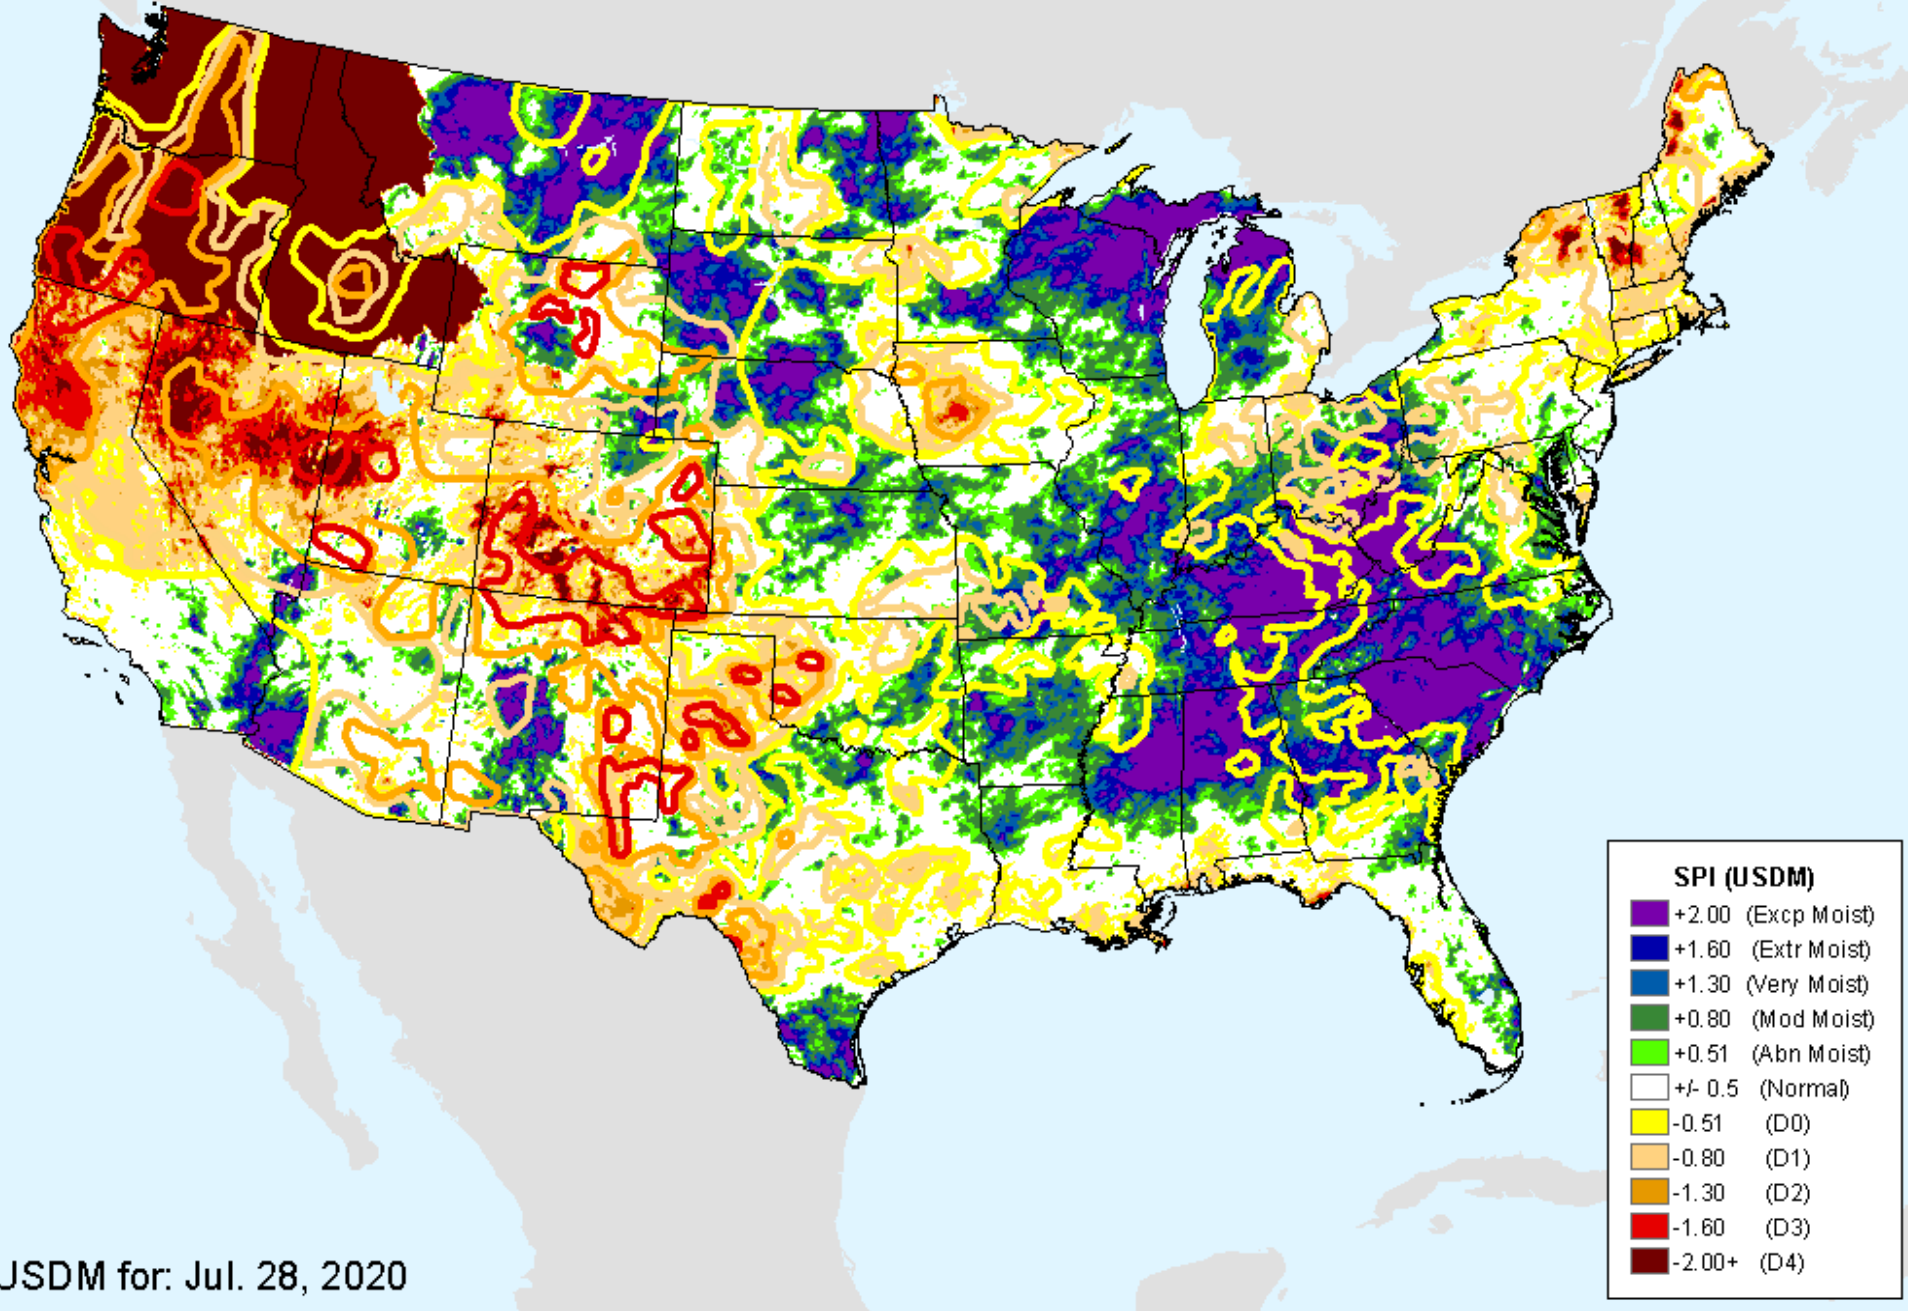 SPI (USDM)
+2.00 (Excp Moist)
+1.60 (Extr Moist)
+1.30 (Very Moist)
+0.80 (Mod Moist)
+0.51 (Abn Moist)
+/- 0.5 (Normal)
-0.51 (D0)
-0.80 (D1)
-1.30 (D2)
-1.60 (D3)
-2.00+ (D4)
USDM for: Jul. 28, 2020